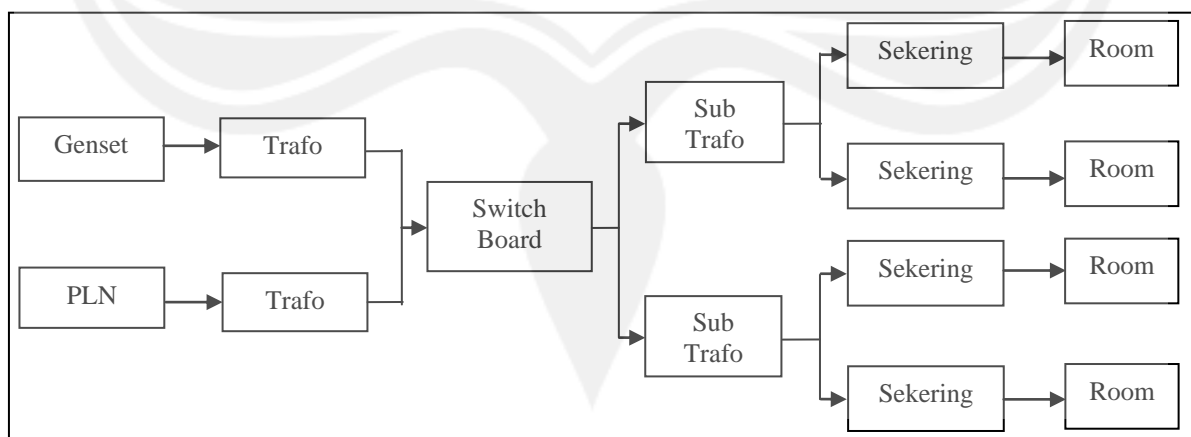 Genset
Trafo
PLN
Trafo
Switch
Board
Sub
Trafo
Sub
Trafo
Sekering
Room
Sekering
Room
Sekering
Room
Sekering
Room